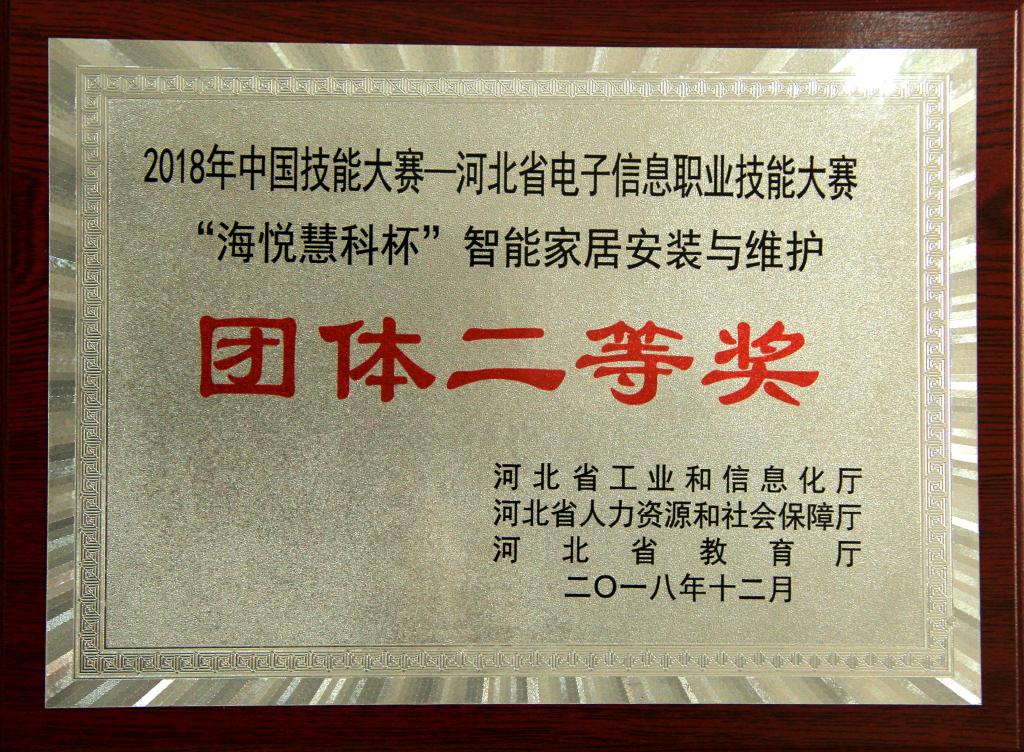 2018年中国技能大赛—河北省电子信息职业技能大赛
“海悦慧科杯”智能家居安装与维护
团体二等奖
河北省工业和信息化厅
河北省人力资源和社会保障厅
河北省教育厅
二〇一八年十二月